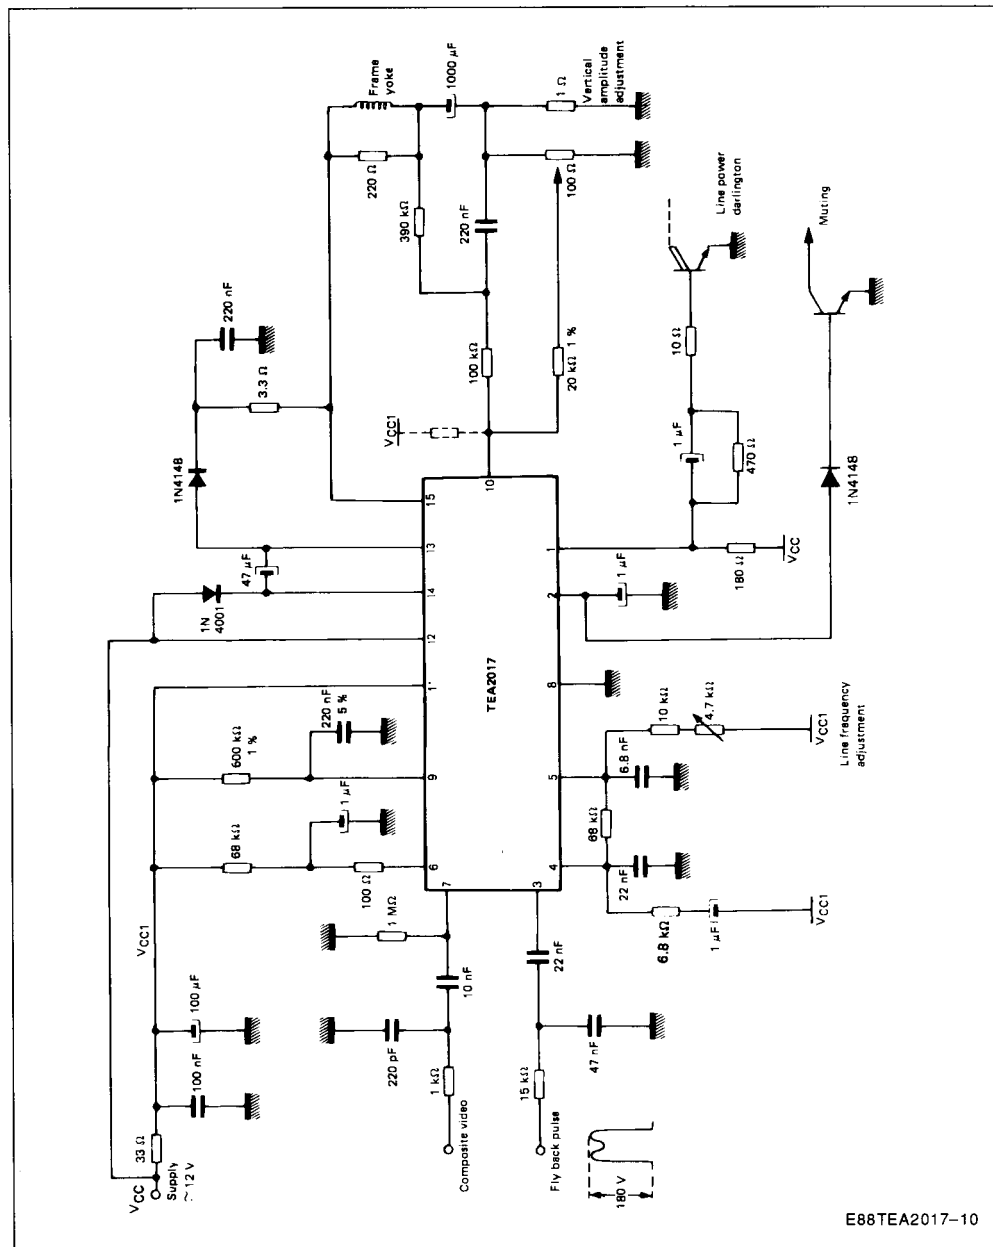 Frame
yoke
1000 µF
1 Ω
Vertical
amplitude
adjustment
220 Ω
100 Ω
390 kΩ
220 nF
Line power
darlington
Muting
220 nF
3.3 Ω
100 kΩ
20 kΩ 1 %
10 Ω
VCC1
1 µF
470 Ω
1N4148
1N4148
15
10
13
47 µF
14
1N
4001
12
1
180 Ω
VCC
2
1 µF
TEA2017
1
8
220 nF
5 %
600 kΩ
1 %
9
5
6.8 nF
10 kΩ
4.7 kΩ
VCC1
Line frequency
adjustment
1 µF
68 kΩ
100 Ω
6
7
4
3
68 kΩ
22 nF
6.8 kΩ
1 µF
VCC1
VCC1
1 MΩ
10 nF
22 nF
100 µF
100 nF
220 pF
1 kΩ
15 kΩ
47 nF
33 Ω
VCC
Supply
~ 12 V
Composite video
Fly back pulse
180 V
E88TEA2017-10